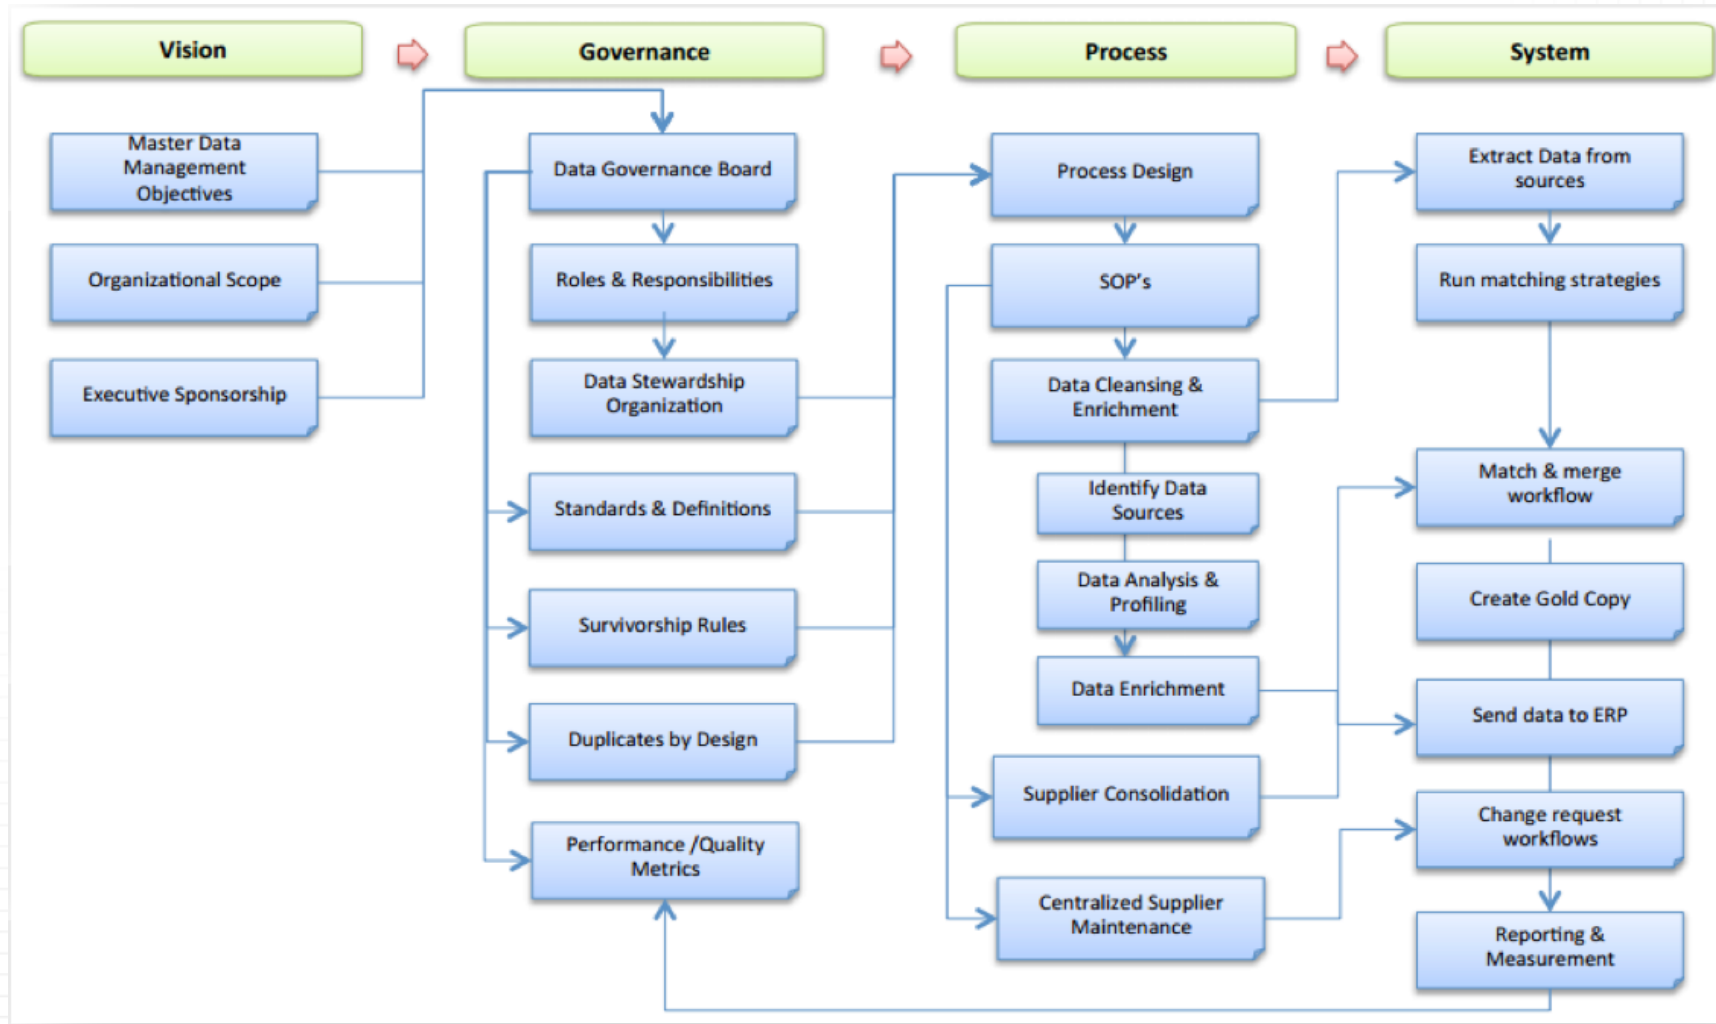 Vision
Governance
Process
System
Master Data
Management
Objectives
Organizational Scope
Executive Sponsorship
Data Governance Board
Roles & Responsibilities
Data Stewardship
Organization
Standards & Definitions
Survivorship Rules
Duplicates by Design
Performance /Quality
Metrics
Process Design
SOP's
Data Cleansing &
Enrichment
Identify Data
Sources
Data Analysis &
Profiling
Data Enrichment
Supplier Consolidation
Centralized Supplier
Maintenance
Extract Data from
sources
Run matching strategies
Match & merge
workflow
Create Gold Copy
Send data to ERP
Change request
workflows
Reporting &
Measurement